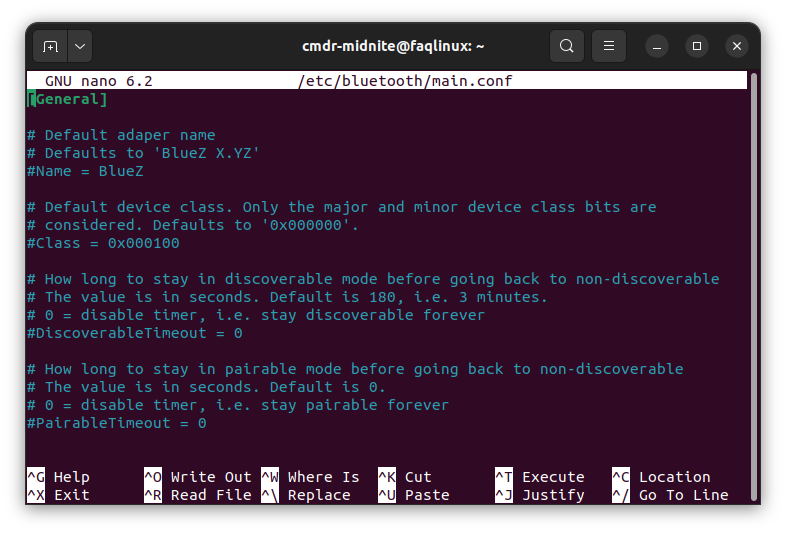 cmdr-midnite@faqlinux: ~
GNU nano 6.2 /etc/bluetooth/main.conf
[General]
# Default adaper name
# Defaults to 'BlueZ X.YZ'
#Name = BlueZ
# Default device class. Only the major and minor device class bits are
# considered. Defaults to '0x000000'.
#Class = 0x000100
# How long to stay in discoverable mode before going back to non-discoverable
# The value is in seconds. Default is 180, i.e. 3 minutes.
# 0 = disable timer, i.e. stay discoverable forever
#DiscoverableTimeout = 0
# How long to stay in pairable mode before going back to non-discoverable
# The value is in seconds. Default is 0.
# 0 = disable timer, i.e. stay pairable forever
#PairableTimeout = 0
^G Help ^O Write Out ^W Where Is ^K Cut ^T Execute ^C Location
^X Exit ^R Read File ^\ Replace ^U Paste ^J Justify ^/ Go To Line